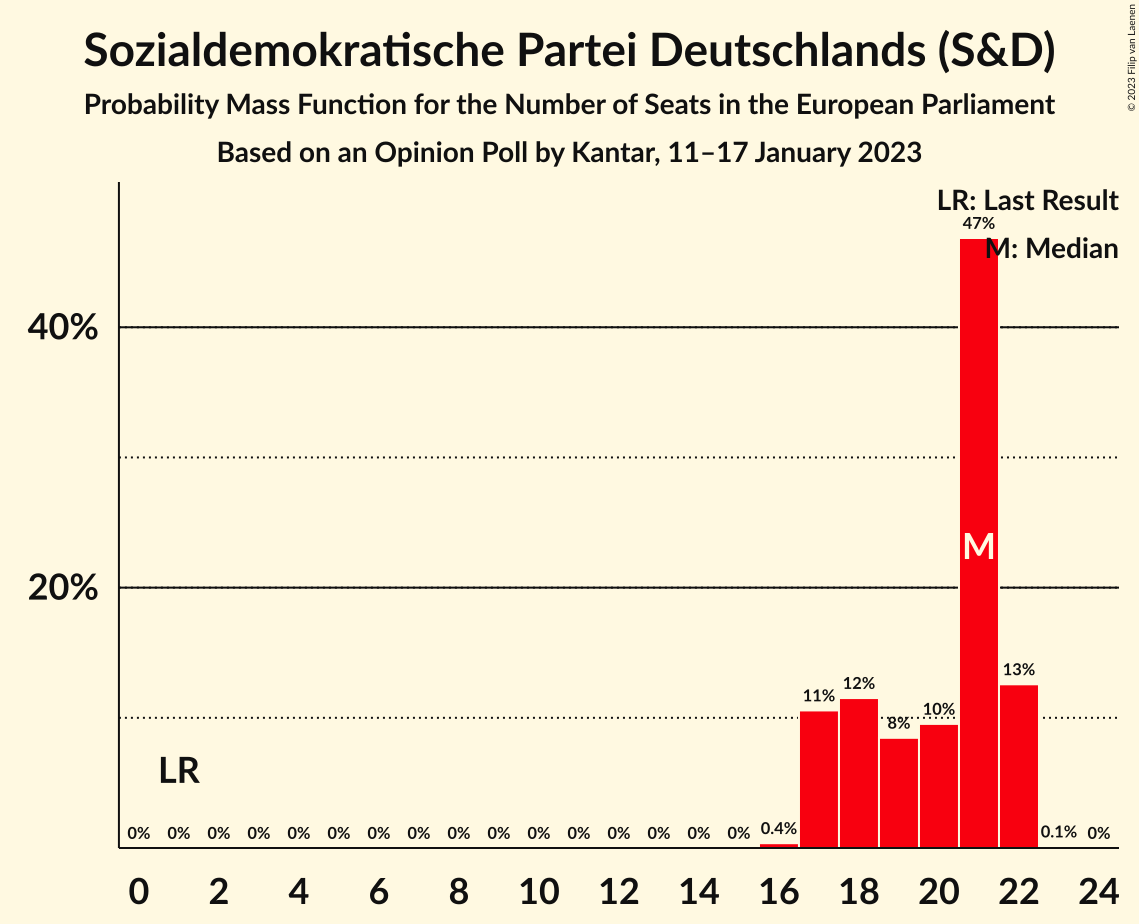 Sozialdemokratische Partei Deutschlands (S&D)
Probability Mass Function for the Number of Seats in the European Parliament
Based on an Opinion Poll by Kantar, 11–17 January 2023
© 2023 Filip van Laenen
LR: Last Result
47%
M: Median
40%
M
20%
13%
12%
11%
10%
8%
LR
0% 0% 0% 0% 0% 0% 0% 0% 0% 0% 0% 0% 0% 0% 0% 0% 0.4% 0.1% 0%
0 2 4 6 8 10 12 14 16 18 20 22 24